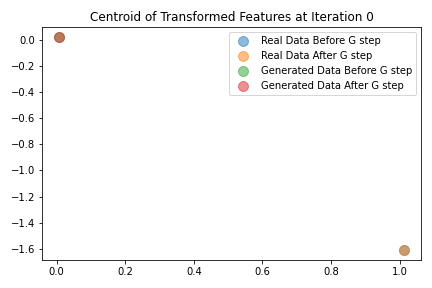 Centroid of Transformed Features at Iteration 0
Real Data Before G step
Real Data After G step
Generated Data Before G step
Generated Data After G step
0.0
−0.2
−0.4
−0.6
−0.8
−1.0
−1.2
−1.4
−1.6
0.0 0.2 0.4 0.6 0.8 1.0